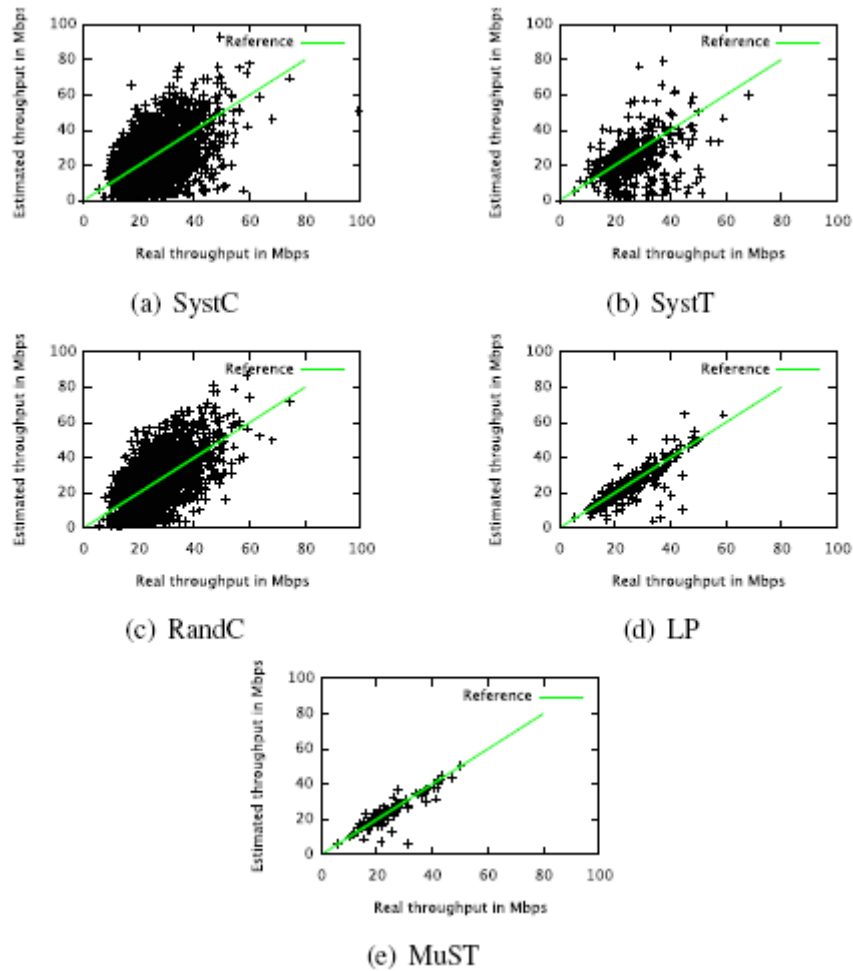 100
80
60
40
20
0
0 20 40 60 80 100
Estimated throughput in Mbps
Real throughput in Mbps
Reference
(a) SystC
100
80
60
40
20
0
0 20 40 60 80 100
Estimated throughput in Mbps
Real throughput in Mbps
Reference
(b) SystT
100
80
60
40
20
0
0 20 40 60 80 100
Estimated throughput in Mbps
Real throughput in Mbps
Reference
(c) RandC
100
80
60
40
20
0
0 20 40 60 80 100
Estimated throughput in Mbps
Real throughput in Mbps
Reference
(d) LP
100
80
60
40
20
0
0 20 40 60 80 100
Estimated throughput in Mbps
Real throughput in Mbps
Reference
(e) MuST